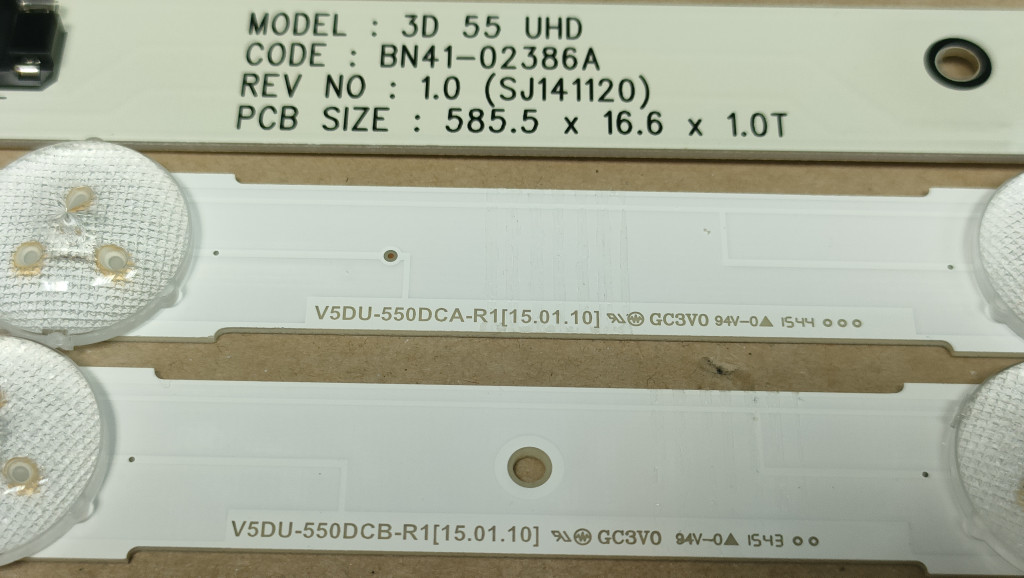 MODEL : 3D 55 UHD
CODE : BN41-02386A
REV NO : 1.0 (SJ141120)
PCB SIZE : 585.5 x 16.6 x 1.0T
V5DU-550DCA-R1[15.01.10] GC3V0 94V-0 1544
V5DU-550DCB-R1[15.01.10] GC3V0 94V-0 1543